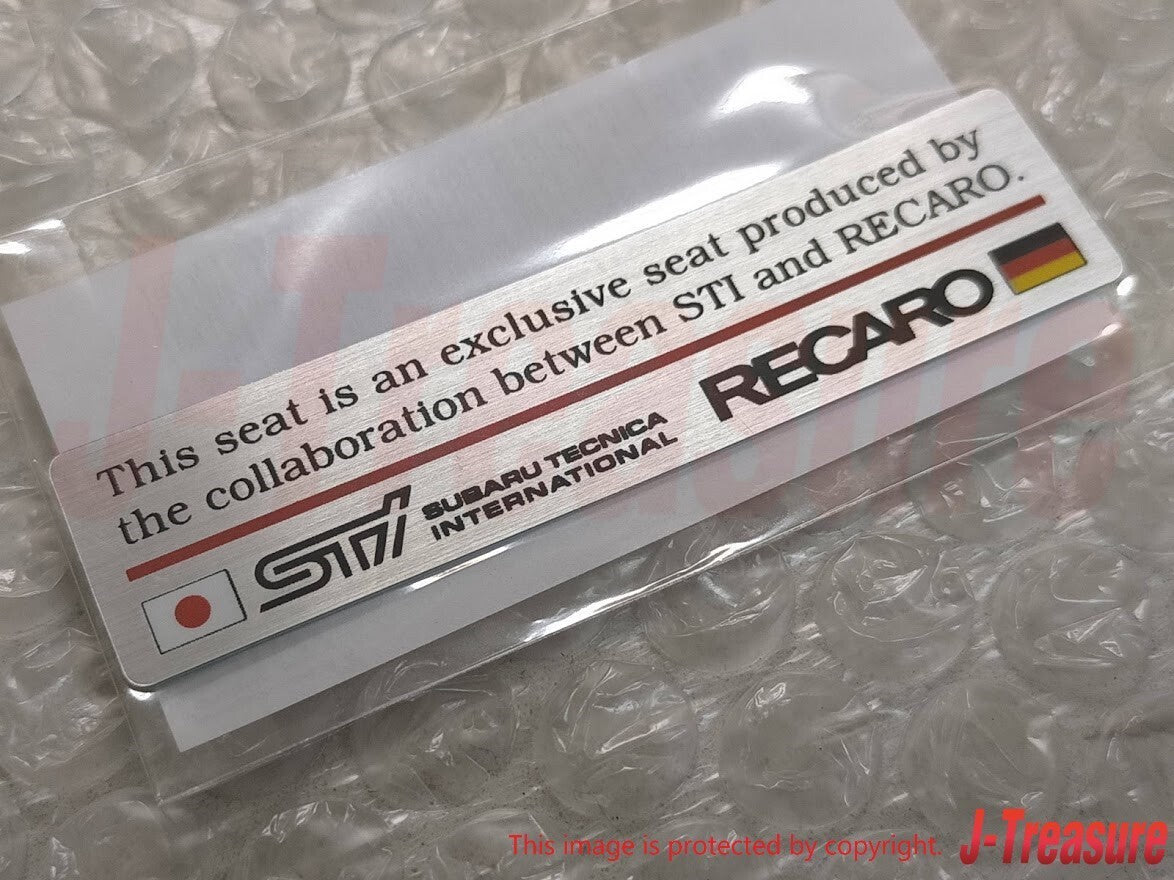 This seat is an exclusive seat produced by
the collaboration between STI and RECARO.
STI SUBARU TECNICA
INTERNATIONAL
RECARO
J-Treasure
This image is protected by copyright. J-Treasure